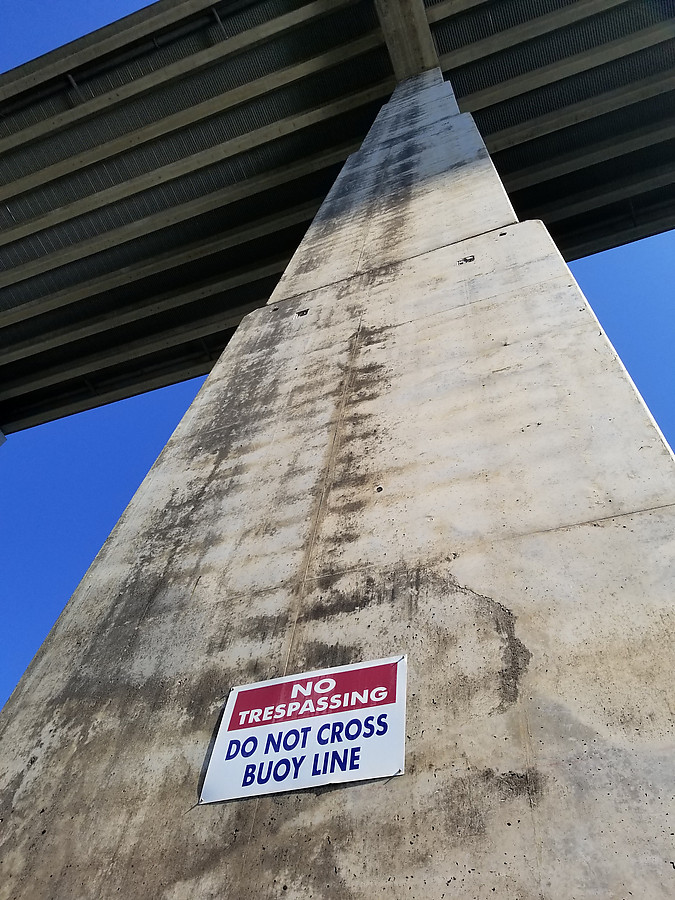 NO
TRESPASSING
DO NOT CROSS
BUOY LINE